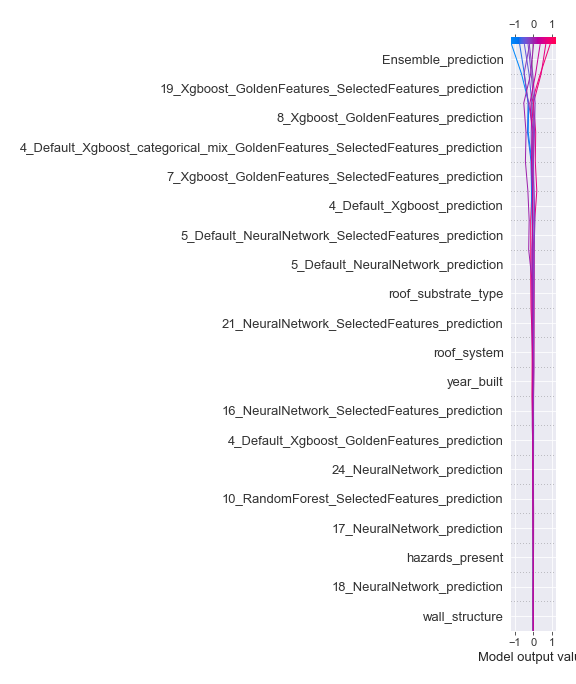 −1 0 1
Ensemble_prediction
19_Xgboost_GoldenFeatures_SelectedFeatures_prediction
8_Xgboost_GoldenFeatures_prediction
4_Default_Xgboost_categorical_mix_GoldenFeatures_SelectedFeatures_prediction
7_Xgboost_GoldenFeatures_SelectedFeatures_prediction
4_Default_Xgboost_prediction
5_Default_NeuralNetwork_SelectedFeatures_prediction
5_Default_NeuralNetwork_prediction
roof_substrate_type
21_NeuralNetwork_SelectedFeatures_prediction
roof_system
year_built
16_NeuralNetwork_SelectedFeatures_prediction
4_Default_Xgboost_GoldenFeatures_prediction
24_NeuralNetwork_prediction
10_RandomForest_SelectedFeatures_prediction
17_NeuralNetwork_prediction
hazards_present
18_NeuralNetwork_prediction
wall_structure
−1 0 1
Model output valu